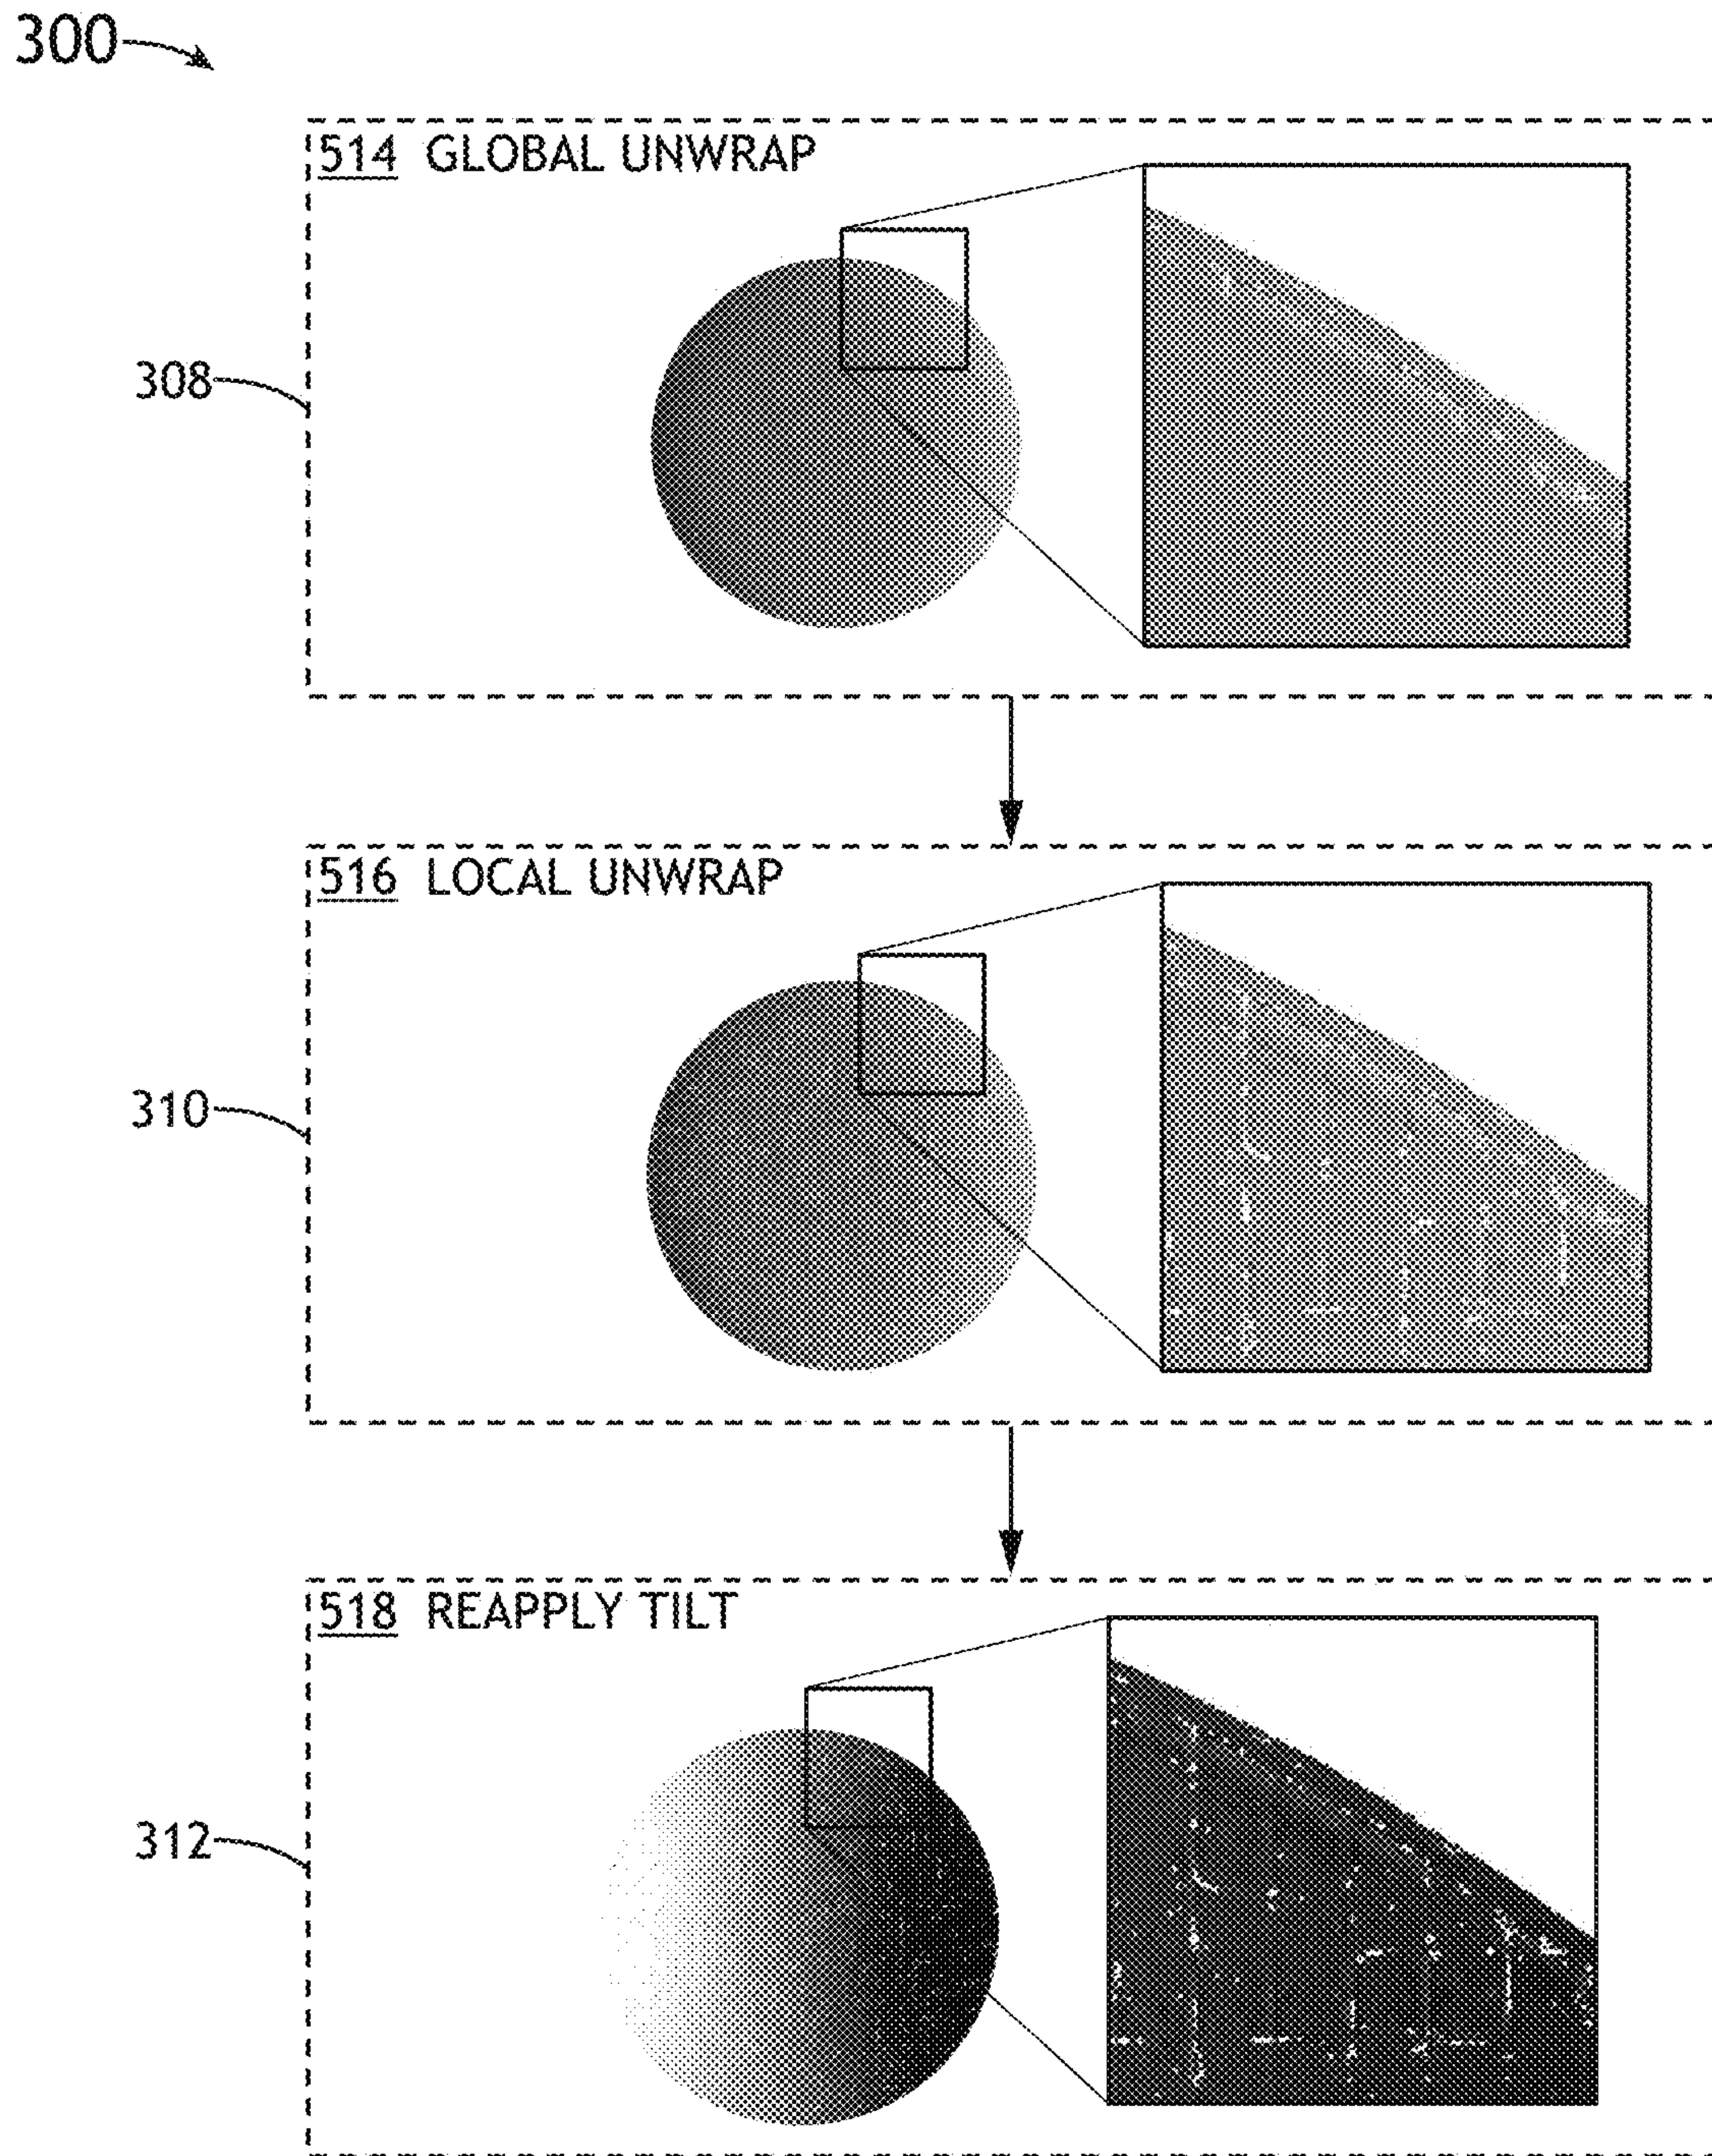 300
514 GLOBAL UNWRAP
308
516 LOCAL UNWRAP
310
518 REAPPLY TILT
312